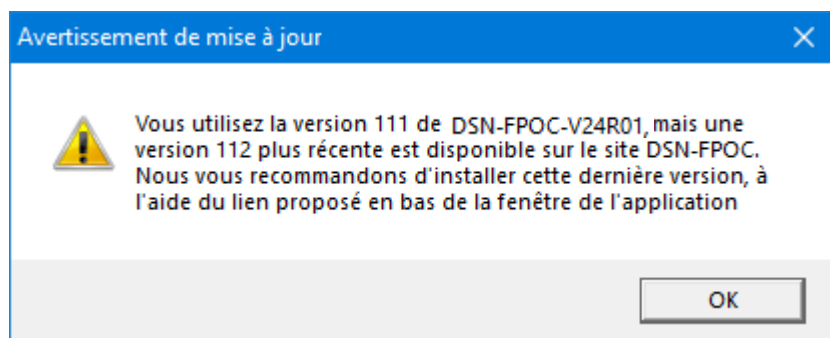 Avertissement de mise à jour
Vous utilisez la version 111 de DSN-FPOC-V24R01, mais une
version 112 plus récente est disponible sur le site DSN-FPOC.
Nous vous recommandons d'installer cette dernière version, à
l'aide du lien proposé en bas de la fenêtre de l'application
OK